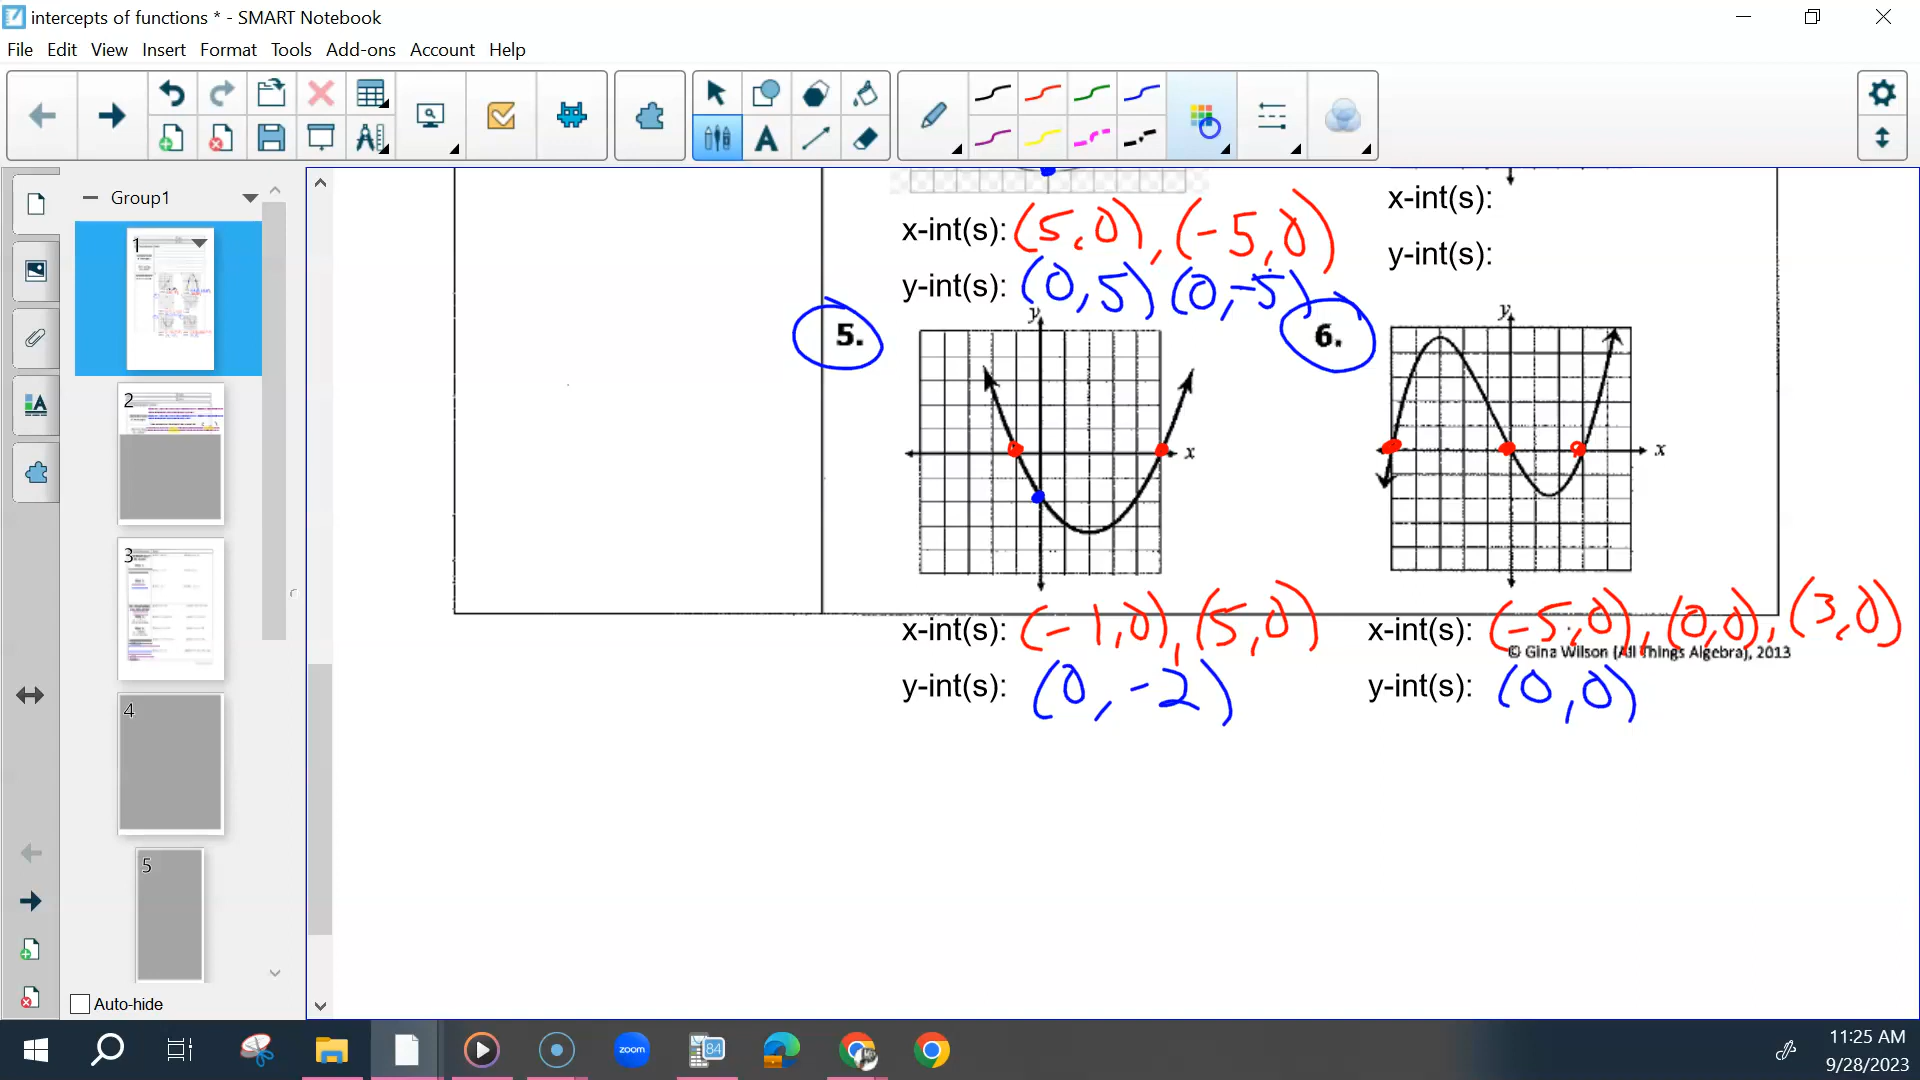 intercepts of functions * - SMART Notebook
File Edit View Insert Format Tools Add-ons Account Help
Group1
1
2
3
4
5
Auto-hide
x-int(s): (5,0), (-5,0)
y-int(s): (0,5) (0,-5)
x-int(s):
y-int(s):
5.
y
x
6.
y
x
x-int(s): (-1,0), (5,0)
y-int(s): (0,-2)
x-int(s): (-5,0), (0,0), (3,0)
© Gina Wilson (All Things Algebra), 2013
y-int(s): (0,0)
zoom
84
11:25 AM
9/28/2023